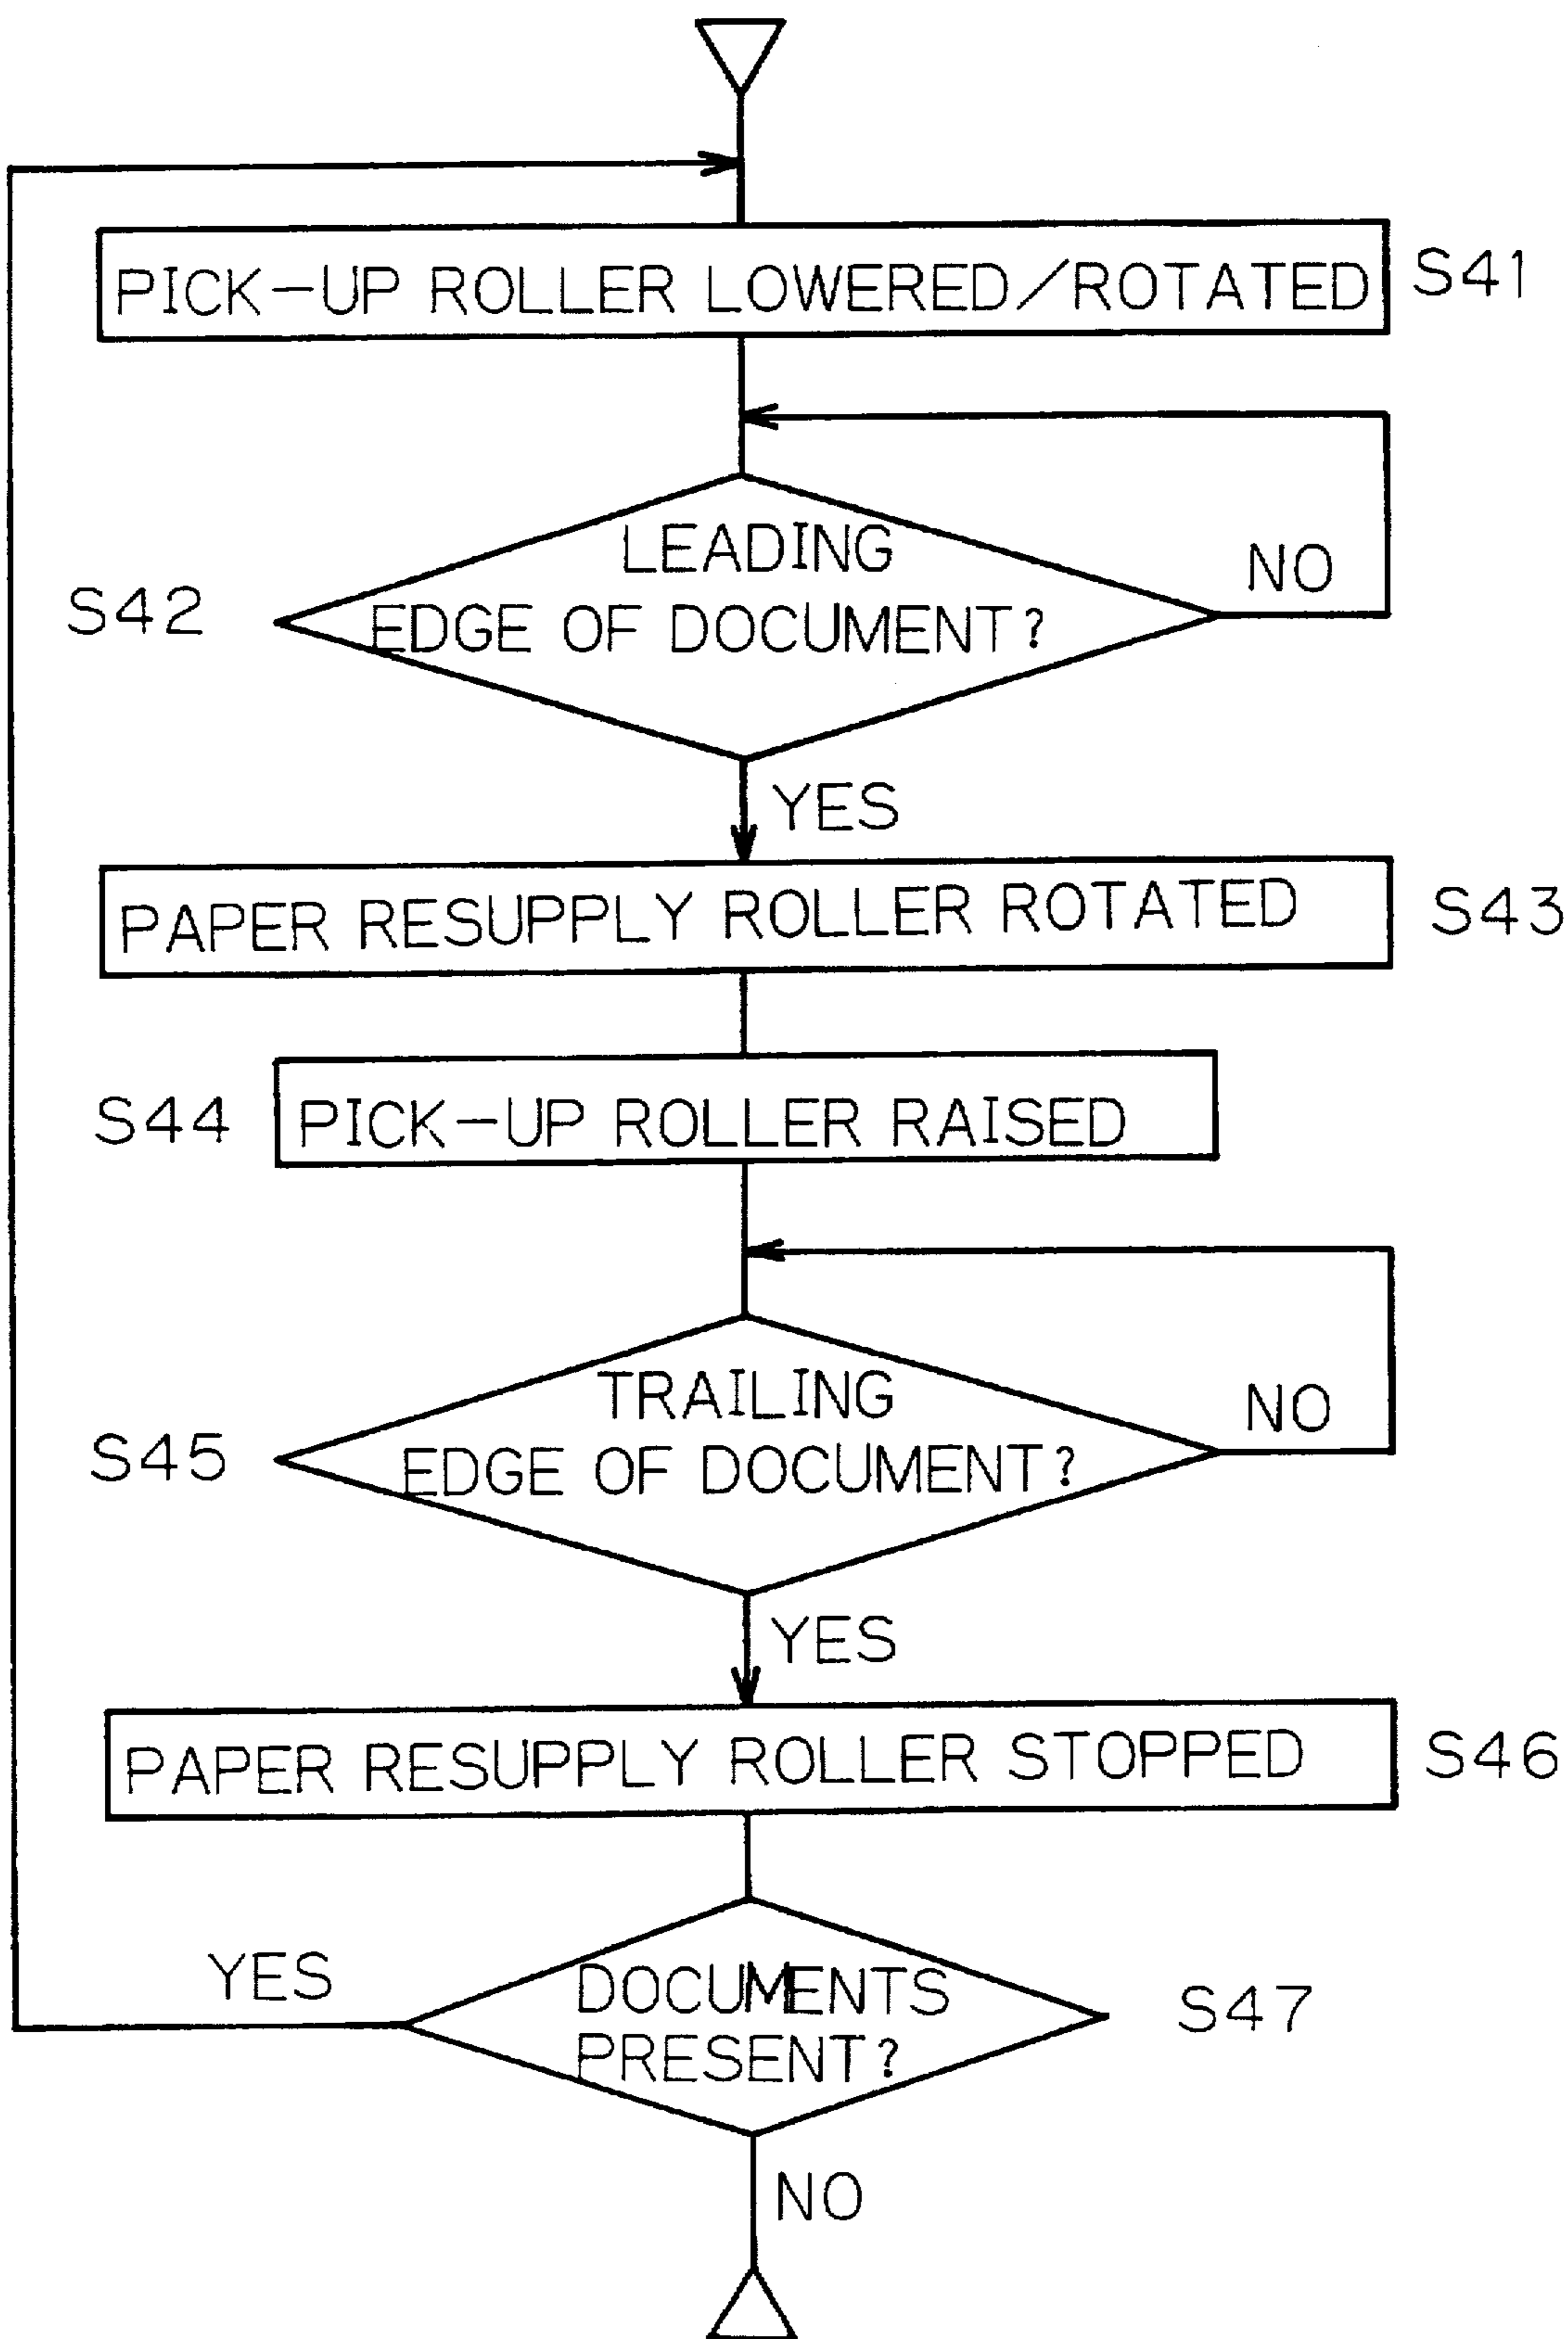 PICK-UP ROLLER LOWERED/ROTATED S41
LEADING
NO
S42 EDGE OF DOCUMENT?
YES
PAPER RESUPPLY ROLLER ROTATED S43
S44 PICK-UP ROLLER RAISED
TRAILING
NO
S45 EDGE OF DOCUMENT?
YES
PAPER RESUPPLY ROLLER STOPPED S46
YES
DOCUMENTS
PRESENT?
S47
NO